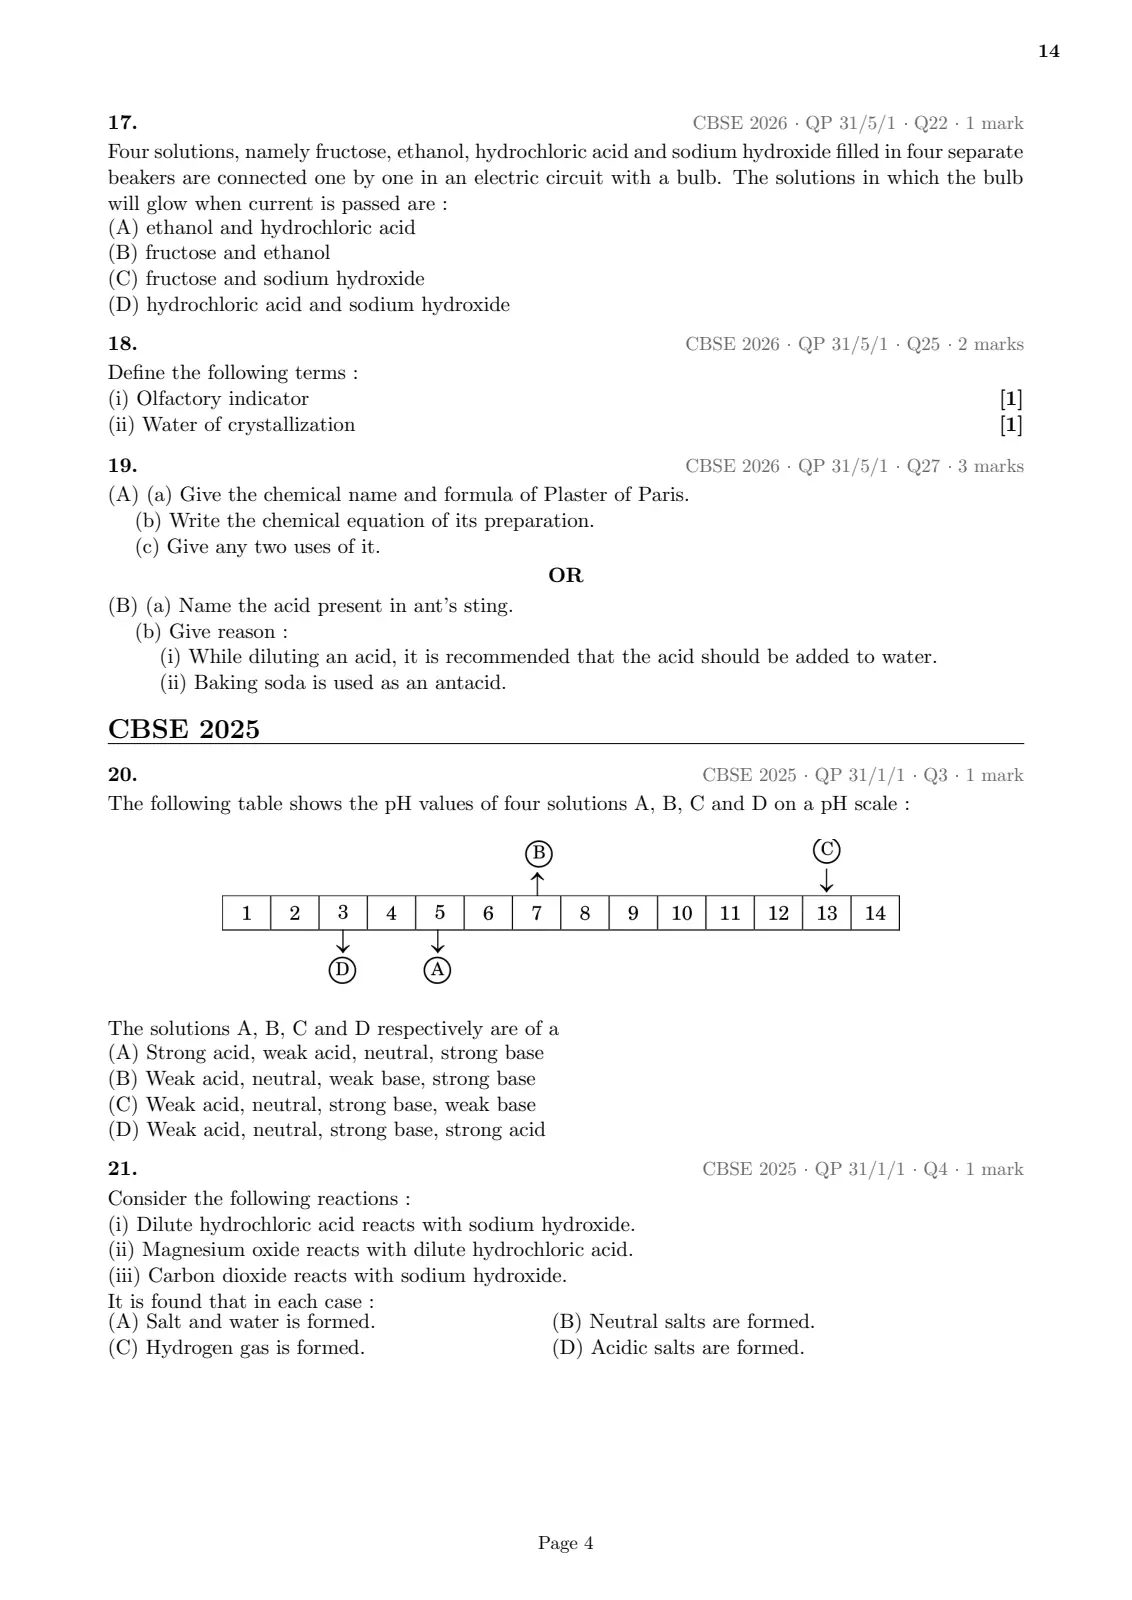 14
17. CBSE 2026 · QP 31/5/1 · Q22 · 1 mark
Four solutions, namely fructose, ethanol, hydrochloric acid and sodium hydroxide filled in four separate
beakers are connected one by one in an electric circuit with a bulb. The solutions in which the bulb
will glow when current is passed are :
(A) ethanol and hydrochloric acid
(B) fructose and ethanol
(C) fructose and sodium hydroxide
(D) hydrochloric acid and sodium hydroxide
18. CBSE 2026 · QP 31/5/1 · Q25 · 2 marks
Define the following terms :
(i) Olfactory indicator [1]
(ii) Water of crystallization [1]
19. CBSE 2026 · QP 31/5/1 · Q27 · 3 marks
(A) (a) Give the chemical name and formula of Plaster of Paris.
(b) Write the chemical equation of its preparation.
(c) Give any two uses of it.
OR
(B) (a) Name the acid present in ant's sting.
(b) Give reason :
(i) While diluting an acid, it is recommended that the acid should be added to water.
(ii) Baking soda is used as an antacid.
CBSE 2025
20. CBSE 2025 · QP 31/1/1 · Q3 · 1 mark
The following table shows the pH values of four solutions A, B, C and D on a pH scale :
B C
1 2 3 4 5 6 7 8 9 10 11 12 13 14
D A
The solutions A, B, C and D respectively are of a
(A) Strong acid, weak acid, neutral, strong base
(B) Weak acid, neutral, weak base, strong base
(C) Weak acid, neutral, strong base, weak base
(D) Weak acid, neutral, strong base, strong acid
21. CBSE 2025 · QP 31/1/1 · Q4 · 1 mark
Consider the following reactions :
(i) Dilute hydrochloric acid reacts with sodium hydroxide.
(ii) Magnesium oxide reacts with dilute hydrochloric acid.
(iii) Carbon dioxide reacts with sodium hydroxide.
It is found that in each case :
(A) Salt and water is formed. (B) Neutral salts are formed.
(C) Hydrogen gas is formed. (D) Acidic salts are formed.
Page 4